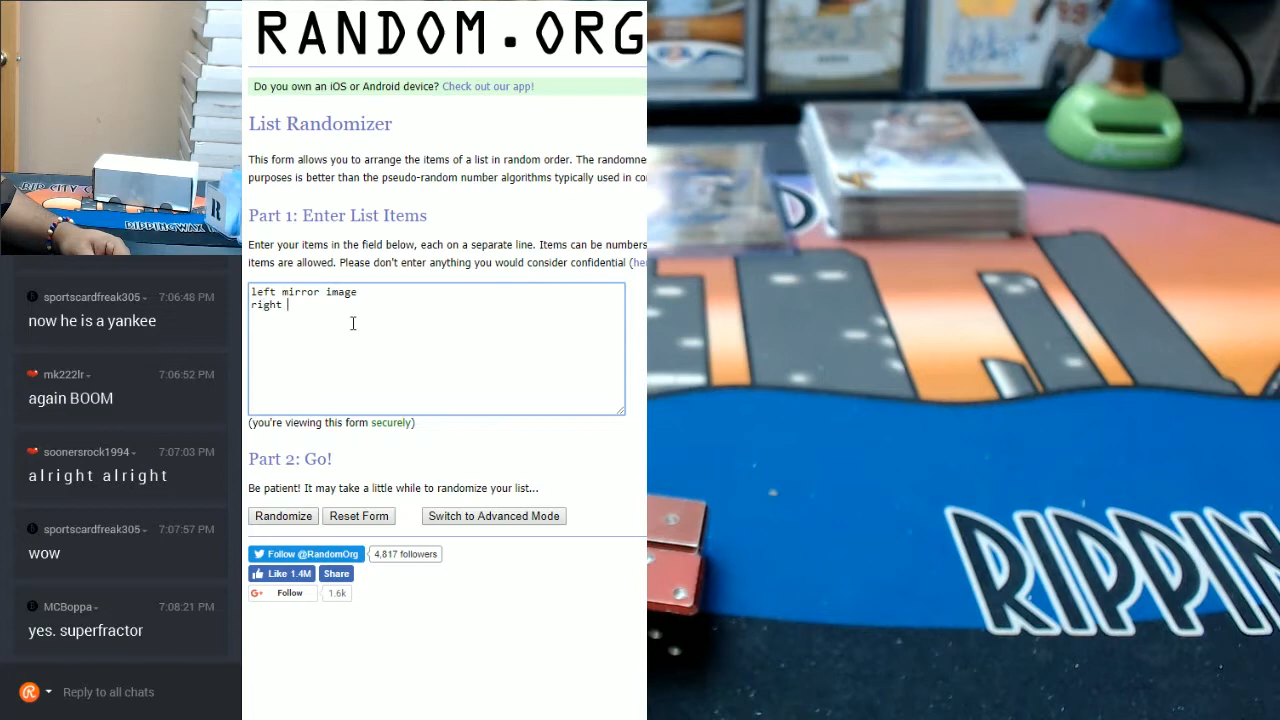 RANDOM.ORG
Do you own an iOS or Android device? Check out our app!
List Randomizer
This form allows you to arrange the items of a list in random order. The randomne
purposes is better than the pseudo-random number algorithms typically used in co
Part 1: Enter List Items
Enter your items in the field below, each on a separate line. Items can be numbers
items are allowed. Please don't enter anything you would consider confidential (he
left mirror image
right
(you're viewing this form securely)
Part 2: Go!
Be patient! It may take a little while to randomize your list...
Randomize Reset Form Switch to Advanced Mode
Follow @RandomOrg 4,817 followers
Like 1.4M Share
G+ Follow 1.6k
RIP CITY
R
RIPPINGWAX
sportscardfreak305 7:06:48 PM
now he is a yankee
mk222lr 7:06:52 PM
again BOOM
soonersrock1994 7:07:03 PM
alright alright
sportscardfreak305 7:07:57 PM
wow
MCBoppa 7:08:21 PM
yes. superfractor
Reply to all chats
RIPPIN